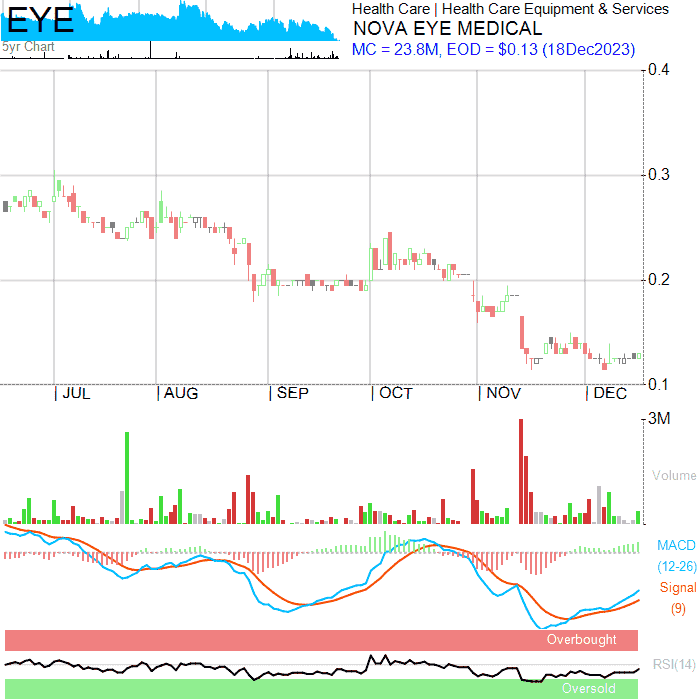 EYE
5yr Chart
Health Care | Health Care Equipment & Services
NOVA EYE MEDICAL
MC = 23.8M, EOD = $0.13 (18Dec2023)
0.4
0.3
0.2
0.1
JUL
AUG
SEP
OCT
NOV
DEC
3M
Volume
MACD
(12-26)
Signal
(9)
Overbought
RSI(14)
Oversold